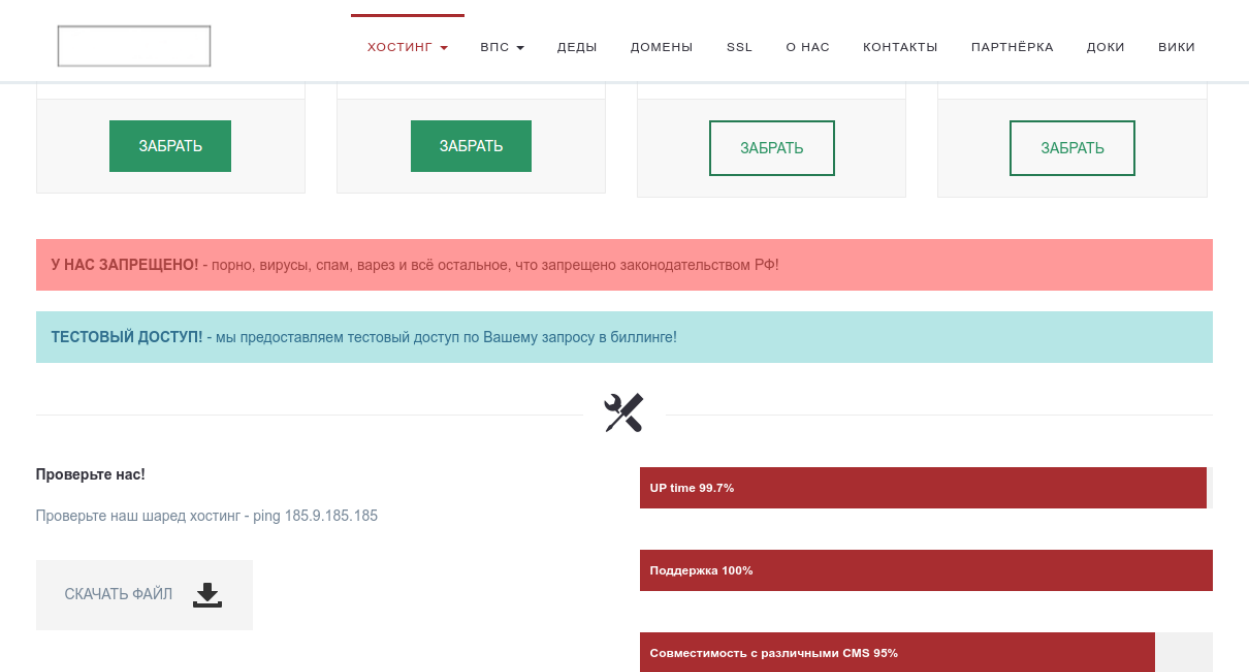 ХОСТИНГ ВПС ДЕДЫ ДОМЕНЫ SSL О НАС КОНТАКТЫ ПАРТНЁРКА ДОКИ ВИКИ
ЗАБРАТЬ ЗАБРАТЬ ЗАБРАТЬ ЗАБРАТЬ
У НАС ЗАПРЕЩЕНО! - порно, вирусы, спам, варез и всё остальное, что запрещено законодательством РФ!
ТЕСТОВЫЙ ДОСТУП! - мы предоставляем тестовый доступ по Вашему запросу в биллинге!
Проверьте нас!
Проверьте наш шаред хостинг - ping 185.9.185.185
СКАЧАТЬ ФАЙЛ
UP time 99.7%
Поддержка 100%
Совместимость с различными CMS 95%